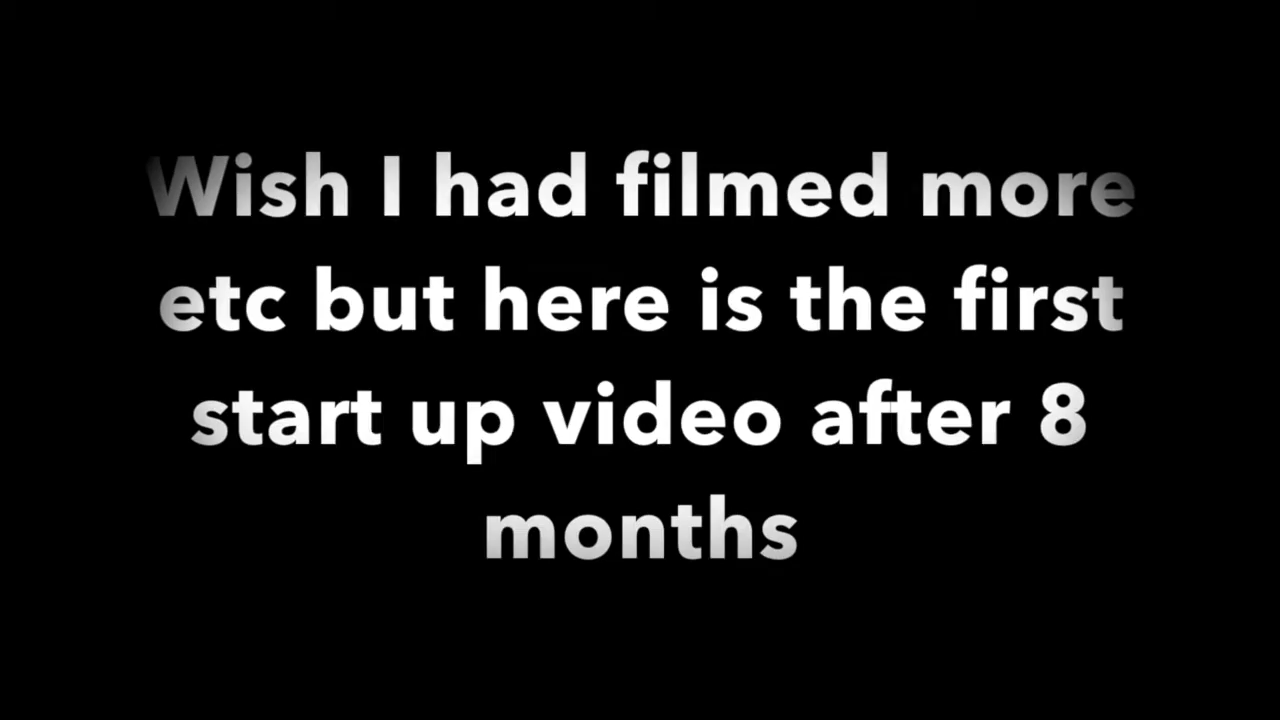 Wish I had filmed more
etc but here is the first
start up video after 8
months